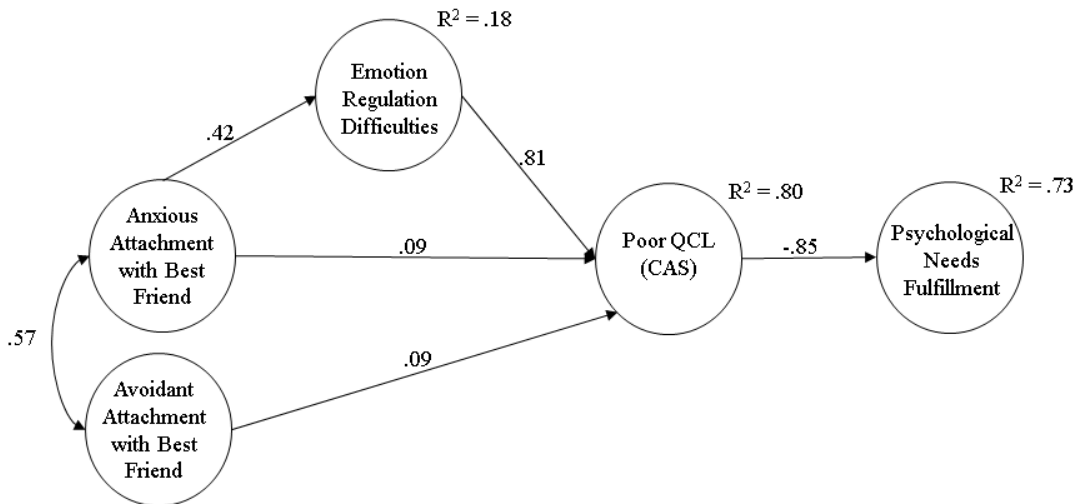 R² = .18
Emotion
Regulation
Difficulties
.42
.81
R² = .80
R² = .73
Anxious
Attachment
with Best
Friend
.09
Poor QCL
(CAS)
-.85
Psychological
Needs
Fulfillment
.57
.09
Avoidant
Attachment
with Best
Friend